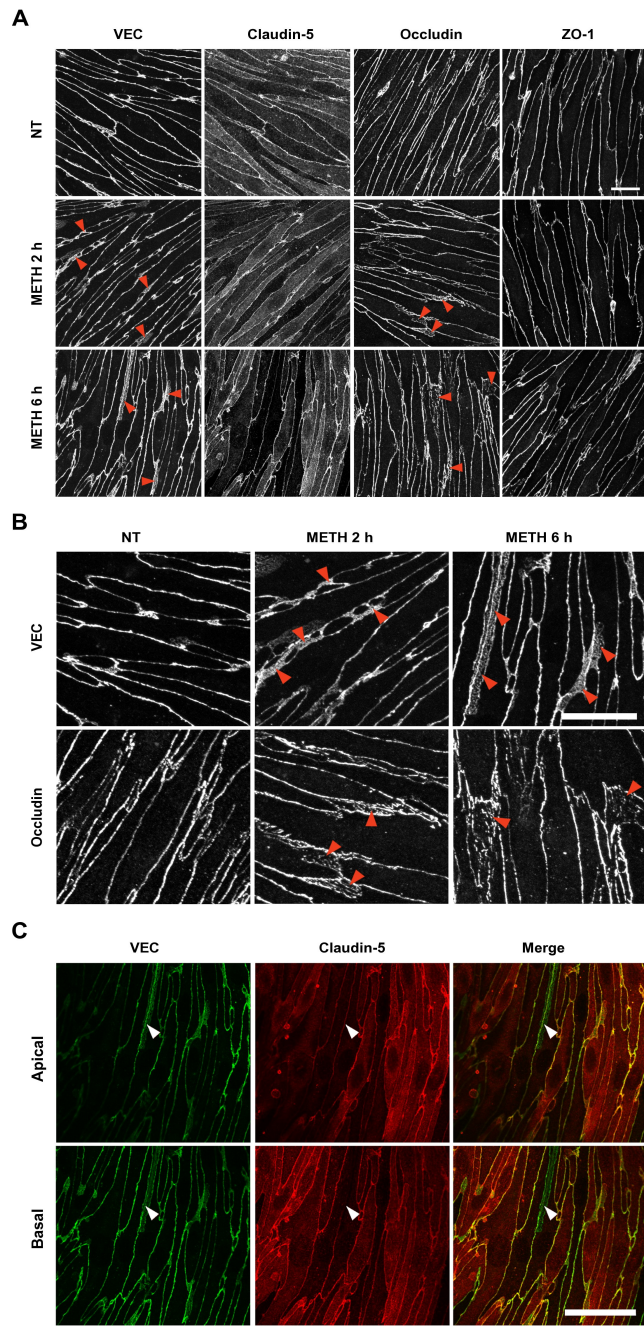 A
VEC Claudin-5 Occludin ZO-1
NT
METH 2 h
METH 6 h
B
NT METH 2 h METH 6 h
VEC
Occludin
C
VEC Claudin-5 Merge
Apical
Basal